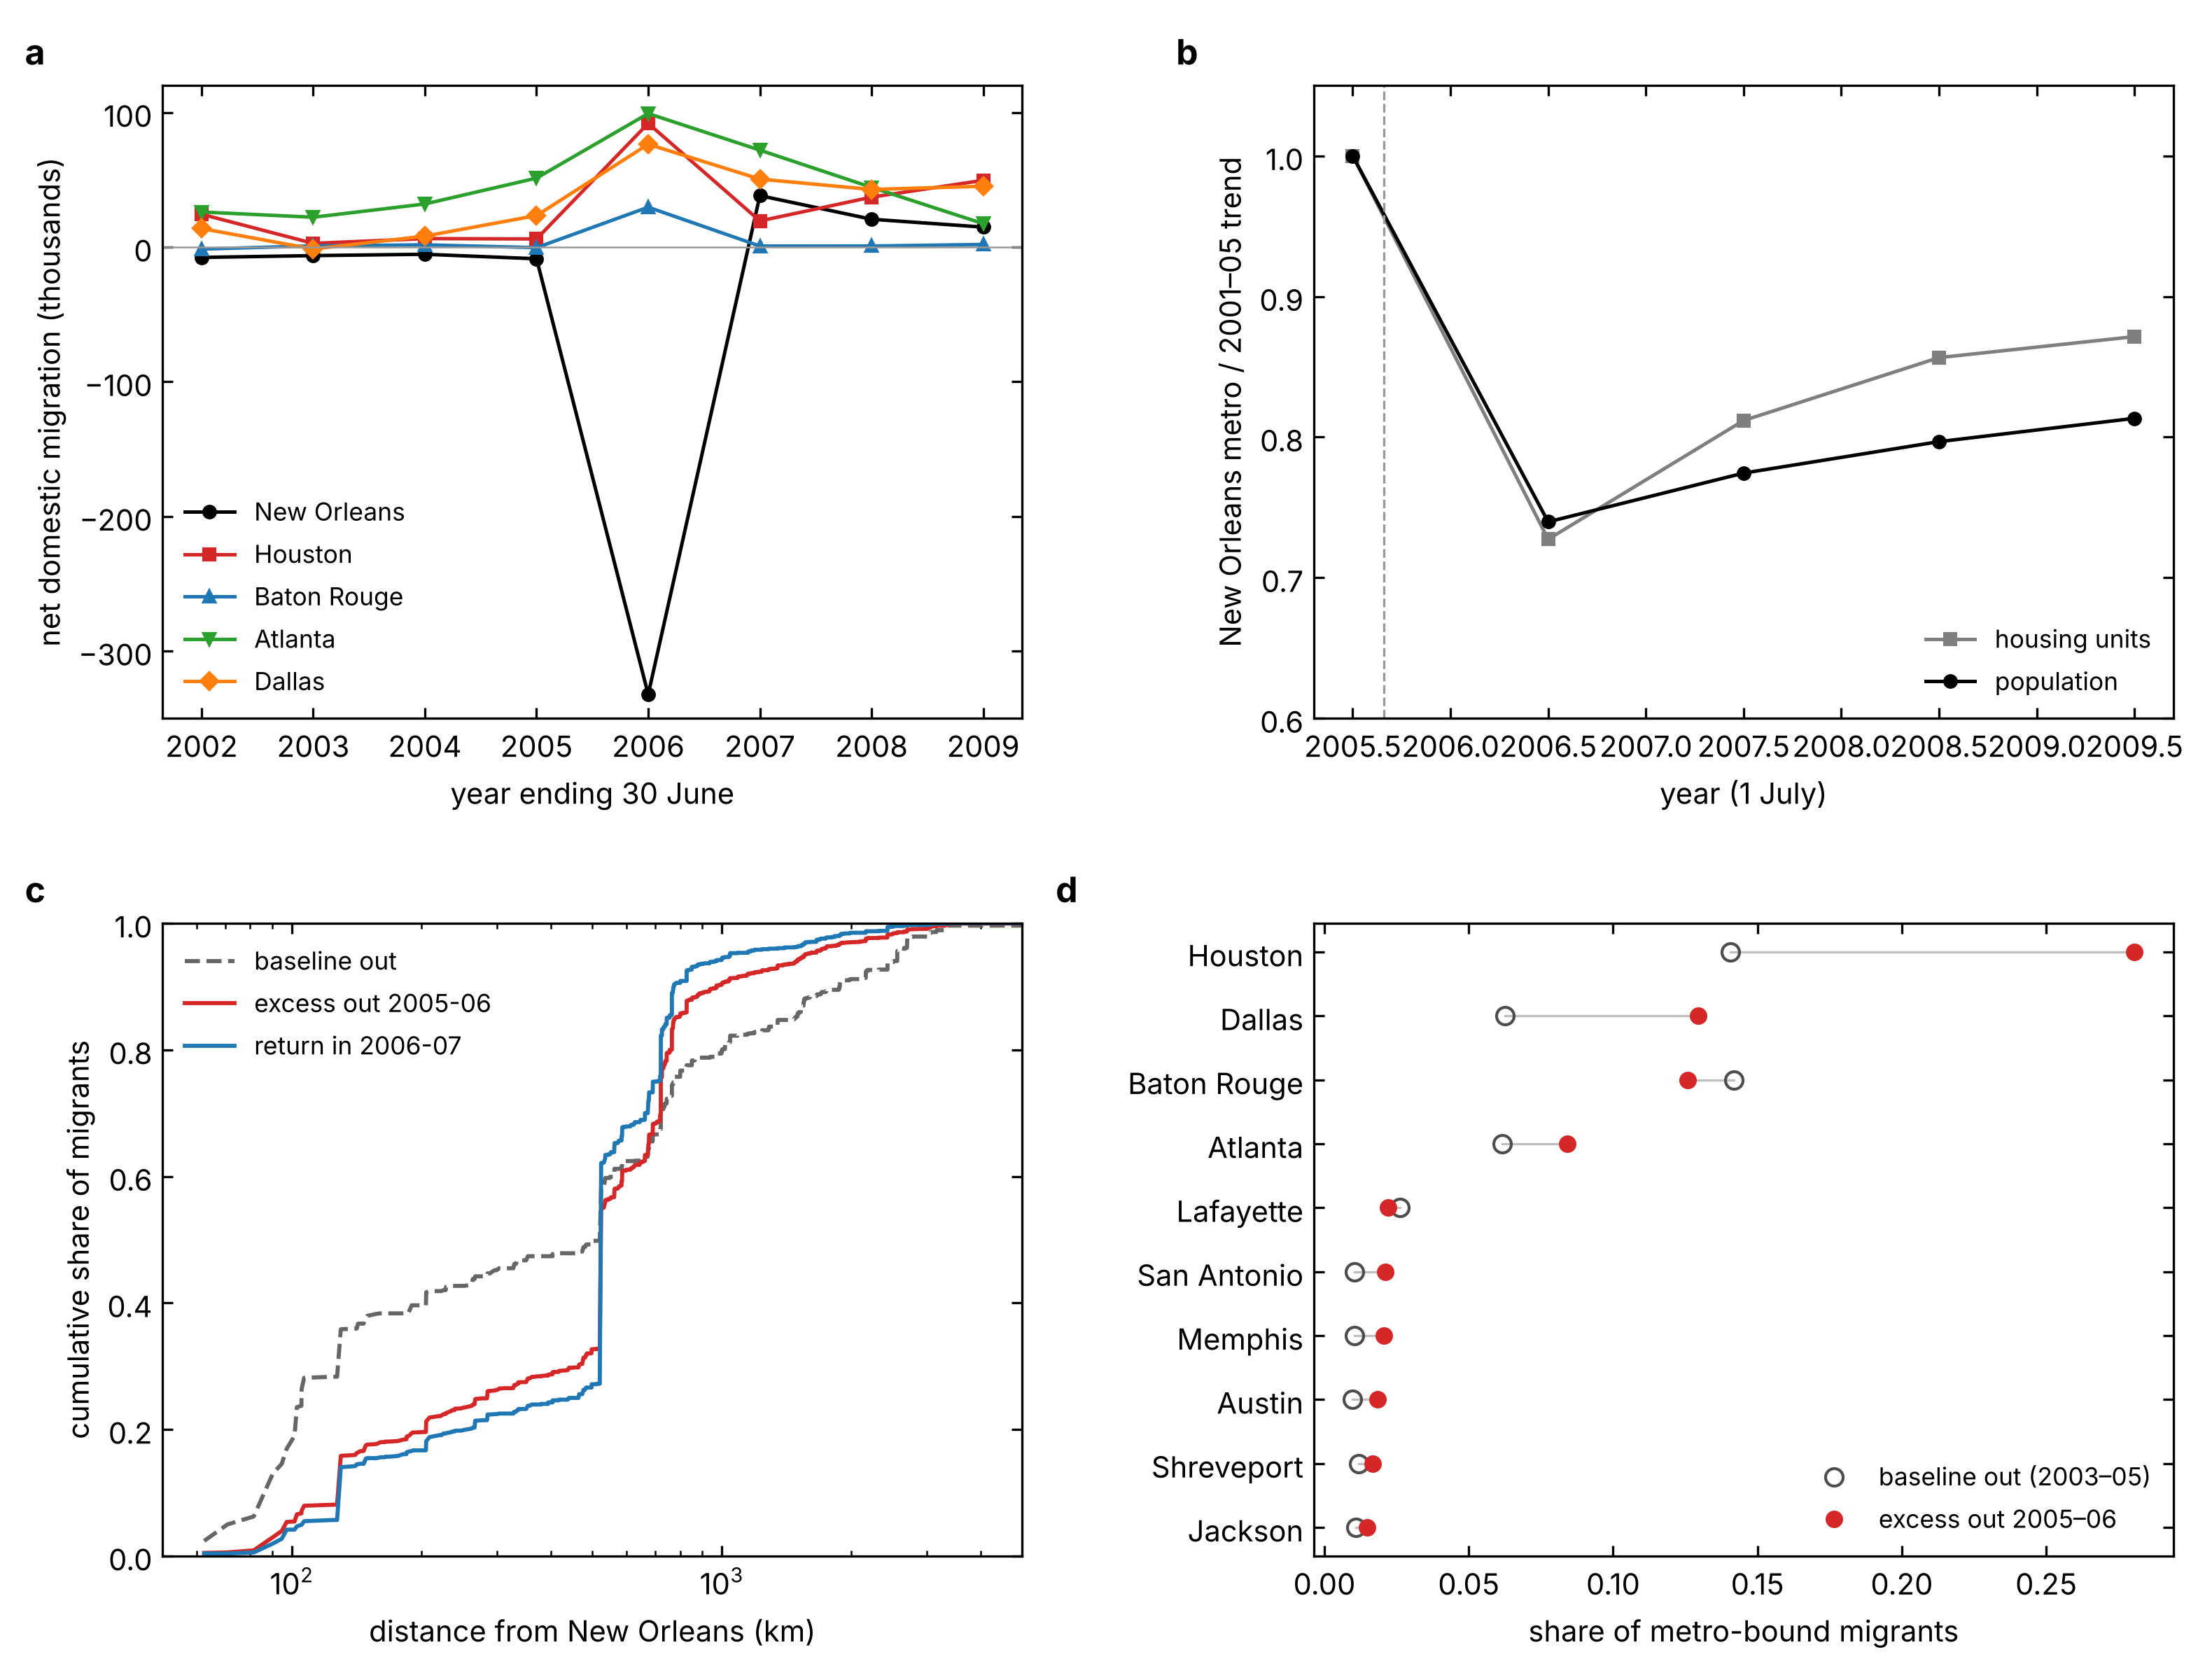 a
net domestic migration (thousands)
100
0
−100
−200
−300
New Orleans
Houston
Baton Rouge
Atlanta
Dallas
2002 2003 2004 2005 2006 2007 2008 2009
year ending 30 June
b
New Orleans metro / 2001–05 trend
1.0
0.9
0.8
0.7
0.6
housing units
population
2005.5 2006.0 2006.5 2007.0 2007.5 2008.0 2008.5 2009.0 2009.5
year (1 July)
c
cumulative share of migrants
1.0
0.8
0.6
0.4
0.2
0.0
baseline out
excess out 2005-06
return in 2006-07
10² 10³
distance from New Orleans (km)
d
Houston
Dallas
Baton Rouge
Atlanta
Lafayette
San Antonio
Memphis
Austin
Shreveport
Jackson
baseline out (2003–05)
excess out 2005–06
0.00 0.05 0.10 0.15 0.20 0.25
share of metro-bound migrants